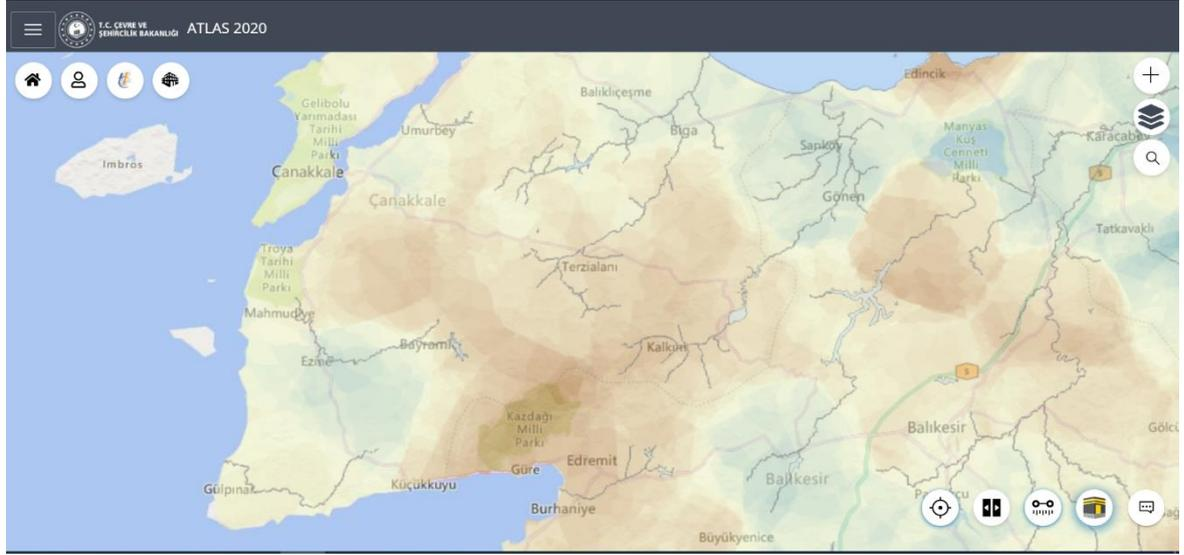 T.C. ÇEVRE VE
ŞEHİRCİLİK BAKANLIĞI
ATLAS 2020
Edincik
Balıklıçeşme
Gelibolu
Yarımadası
Tarihi
Milli
Parkı
Umurbey
Biga
Manyas
Kuş
Cenneti
Milli
Parkı
Karacabey
Imbros
Çanakkale
Sarıköy
Çanakkale
Gönen
Tatkavaklı
Troya
Tarihi
Milli
Parkı
Terzialanı
Mahmudiye
Ezine
Bayramiç
Kalkım
5
5
Kazdağı
Milli
Parkı
Balıkesir
Güre
Edremit
Balıkesir
Gülpınar
Küçükkuyu
Burhaniye
Büyükyenice